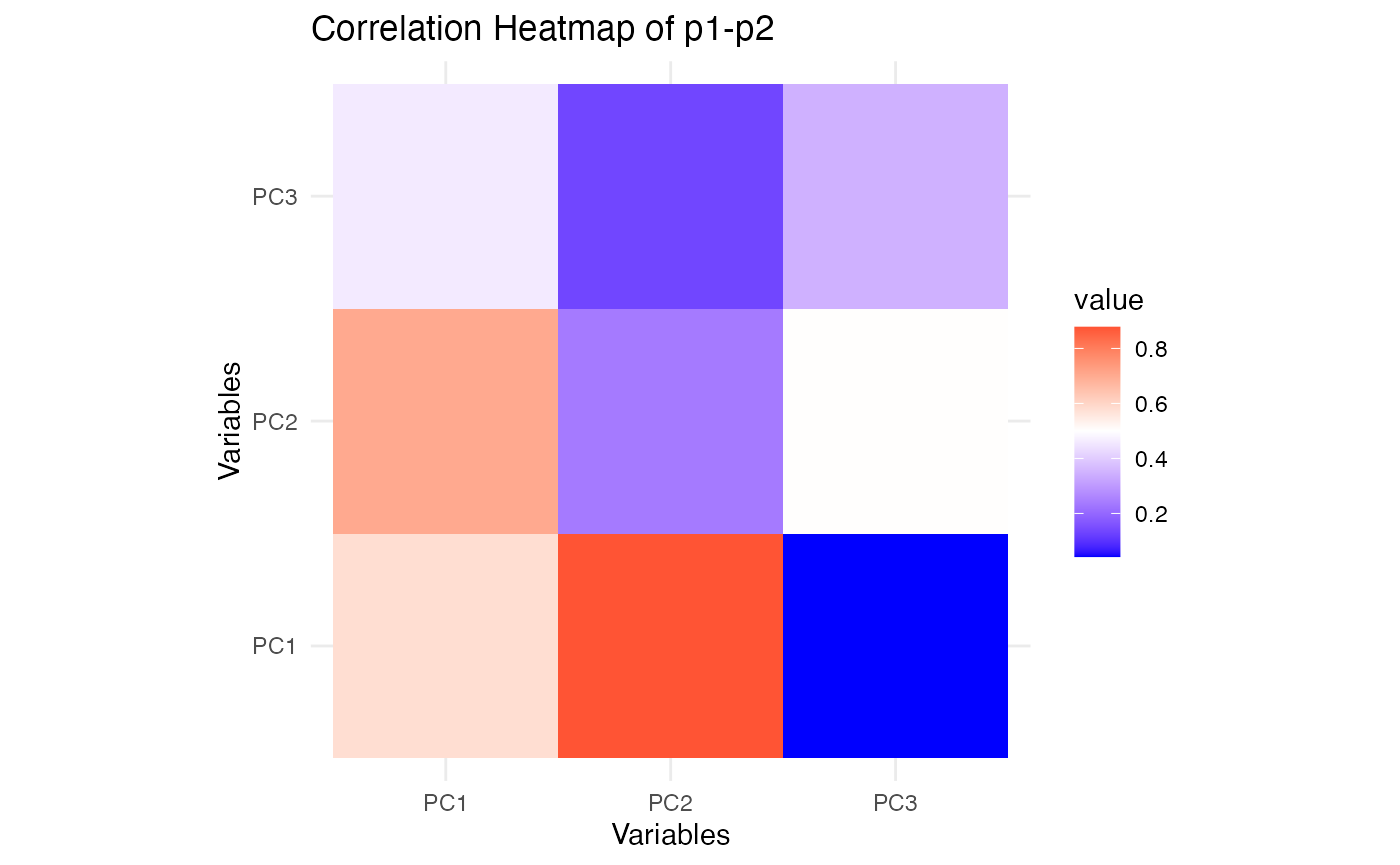 Correlation Heatmap of p1-p2
PC3
PC2
PC1
Variables
PC1 PC2 PC3
Variables
value
0.8
0.6
0.4
0.2